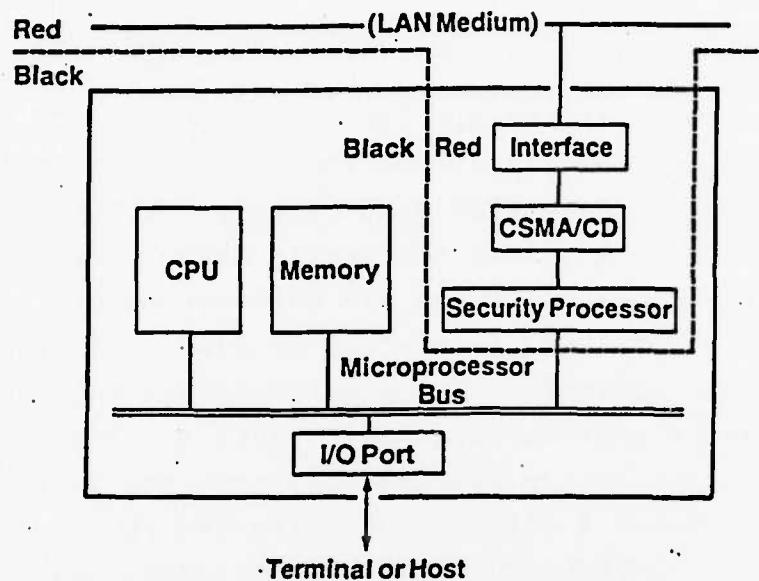 (LAN Medium)
Red
Black
Black Red Interface
CSMA/CD
CPU Memory
Security Processor
Microprocessor
Bus
I/O Port
Terminal or Host